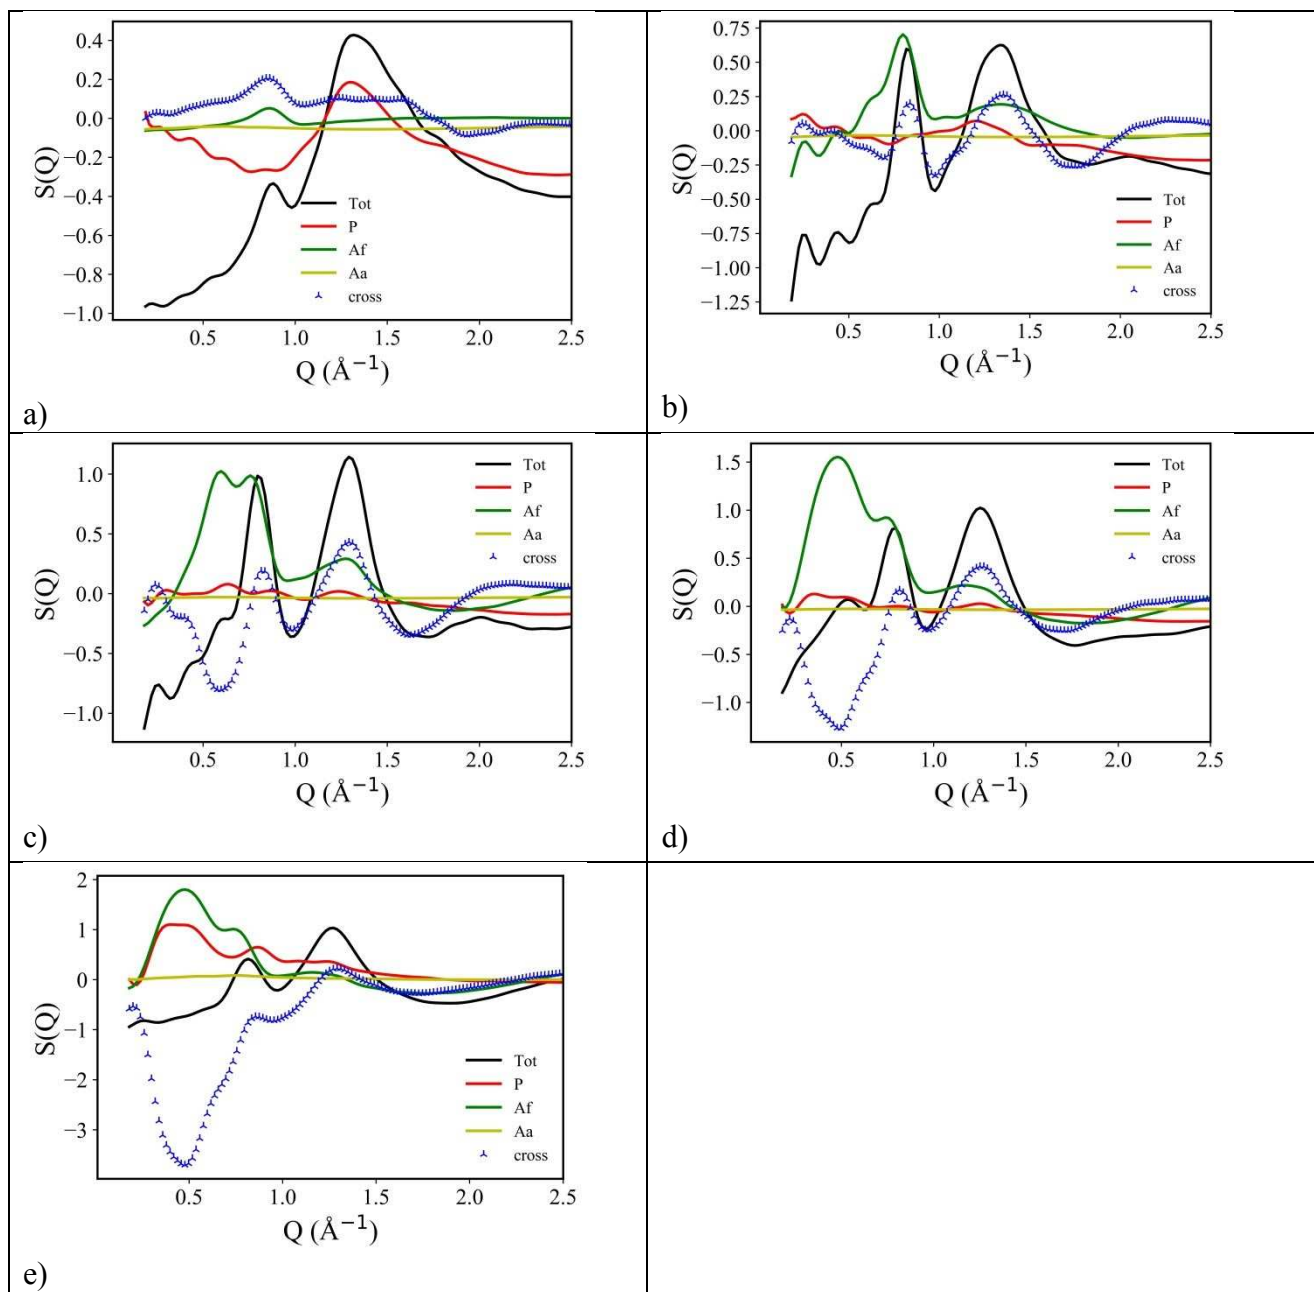 0.4
0.2
0.0
−0.2
−0.4
−0.6
−0.8
−1.0
S(Q)
0.5
1.0
1.5
2.0
2.5
Q (Å⁻¹)
Tot
P
Af
Aa
cross
a)
0.75
0.50
0.25
0.00
−0.25
−0.50
−0.75
−1.00
−1.25
S(Q)
0.5
1.0
1.5
2.0
2.5
Q (Å⁻¹)
Tot
P
Af
Aa
cross
b)
1.0
0.5
0.0
−0.5
−1.0
S(Q)
0.5
1.0
1.5
2.0
2.5
Q (Å⁻¹)
Tot
P
Af
Aa
cross
c)
1.5
1.0
0.5
0.0
−0.5
−1.0
S(Q)
0.5
1.0
1.5
2.0
2.5
Q (Å⁻¹)
Tot
P
Af
Aa
cross
d)
2
1
0
−1
−2
−3
S(Q)
0.5
1.0
1.5
2.0
2.5
Q (Å⁻¹)
Tot
P
Af
Aa
cross
e)